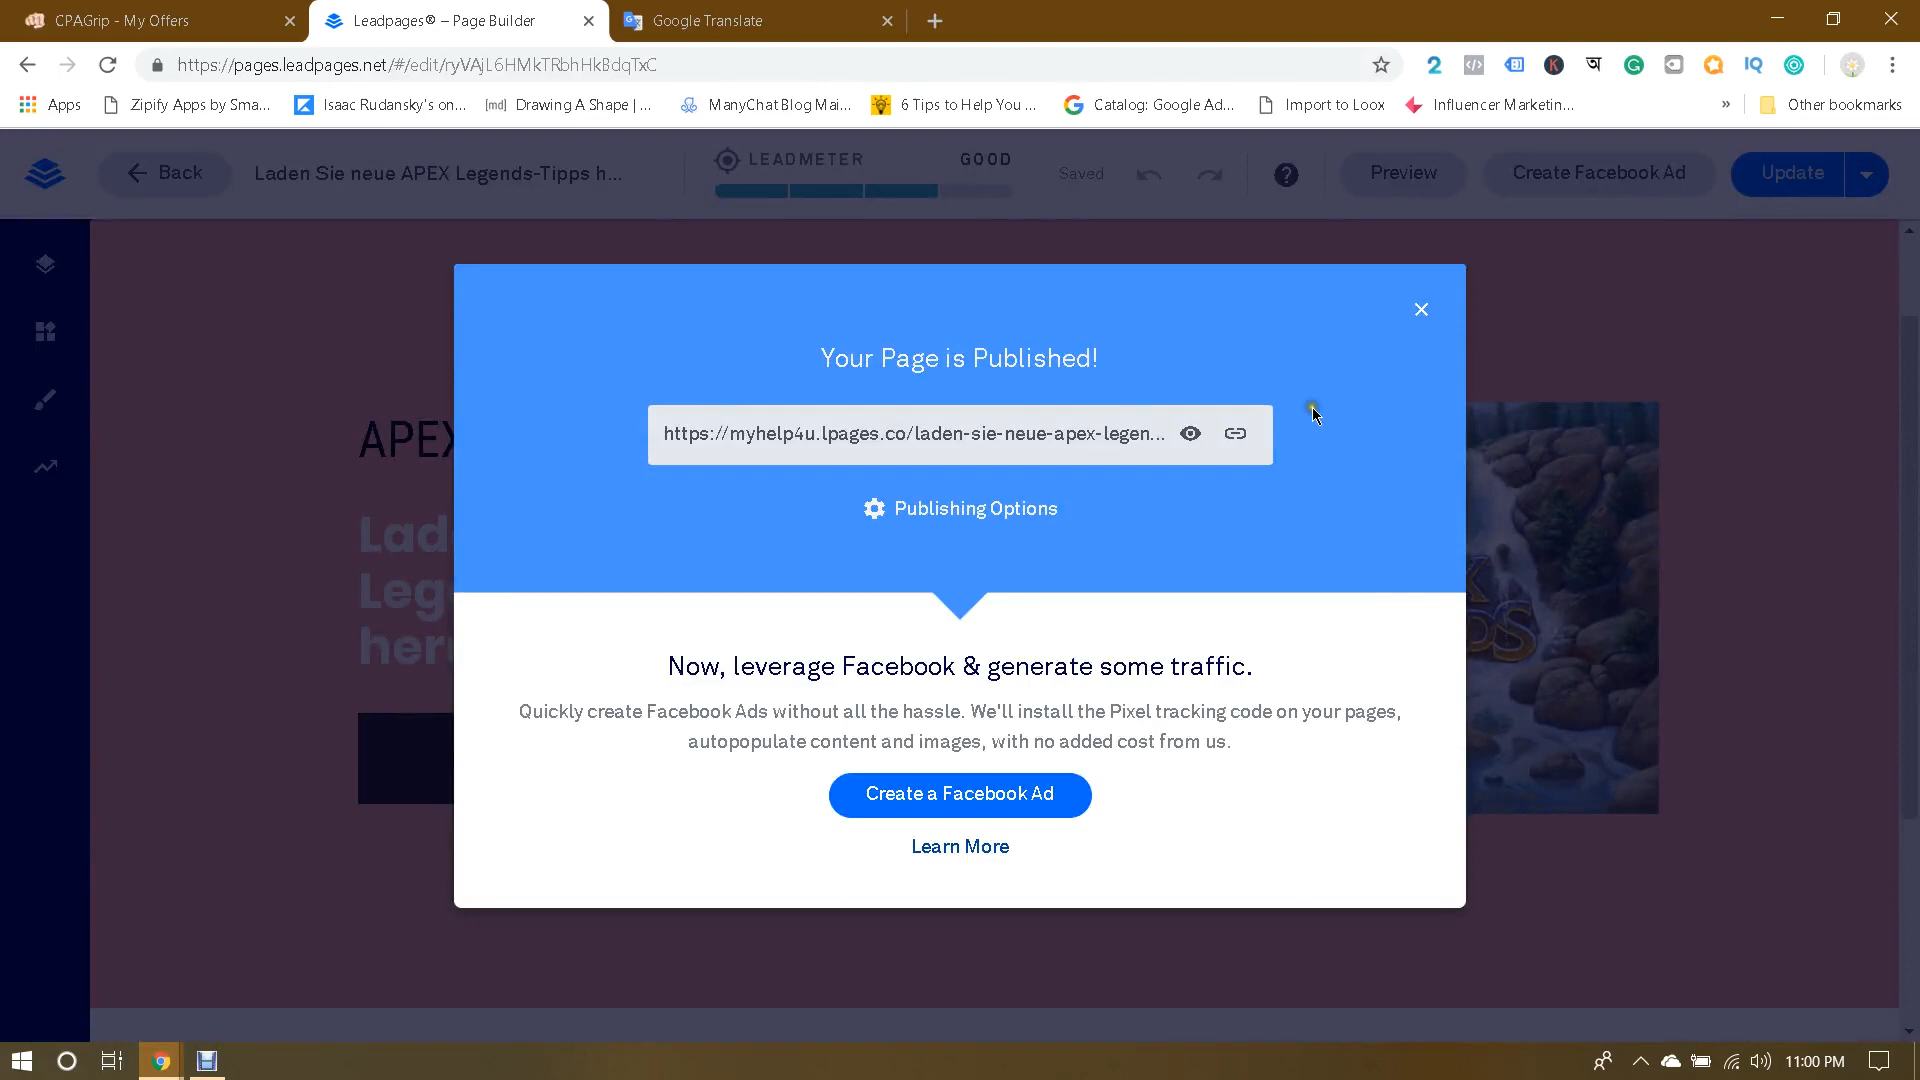 CPAGrip - My Offers
Leadpages® – Page Builder
Google Translate
https://pages.leadpages.net/#/edit/ryVAjL6HMkTRbhHkBdqTxC
Apps
Zipify Apps by Sma...
Isaac Rudansky's on...
[md] Drawing A Shape | ...
ManyChat Blog Mai...
6 Tips to Help You ...
Catalog: Google Ad...
Import to Loox
Influencer Marketin...
»
Other bookmarks
Back
Laden Sie neue APEX Legends-Tipps h...
LEADMETER
GOOD
Saved
Preview
Create Facebook Ad
Update
Your Page is Published!
https://myhelp4u.lpages.co/laden-sie-neue-apex-legen...
Publishing Options
Now, leverage Facebook & generate some traffic.
Quickly create Facebook Ads without all the hassle. We'll install the Pixel tracking code on your pages,
autopopulate content and images, with no added cost from us.
Create a Facebook Ad
Learn More
APEX
Lad
Leg
her
11:00 PM